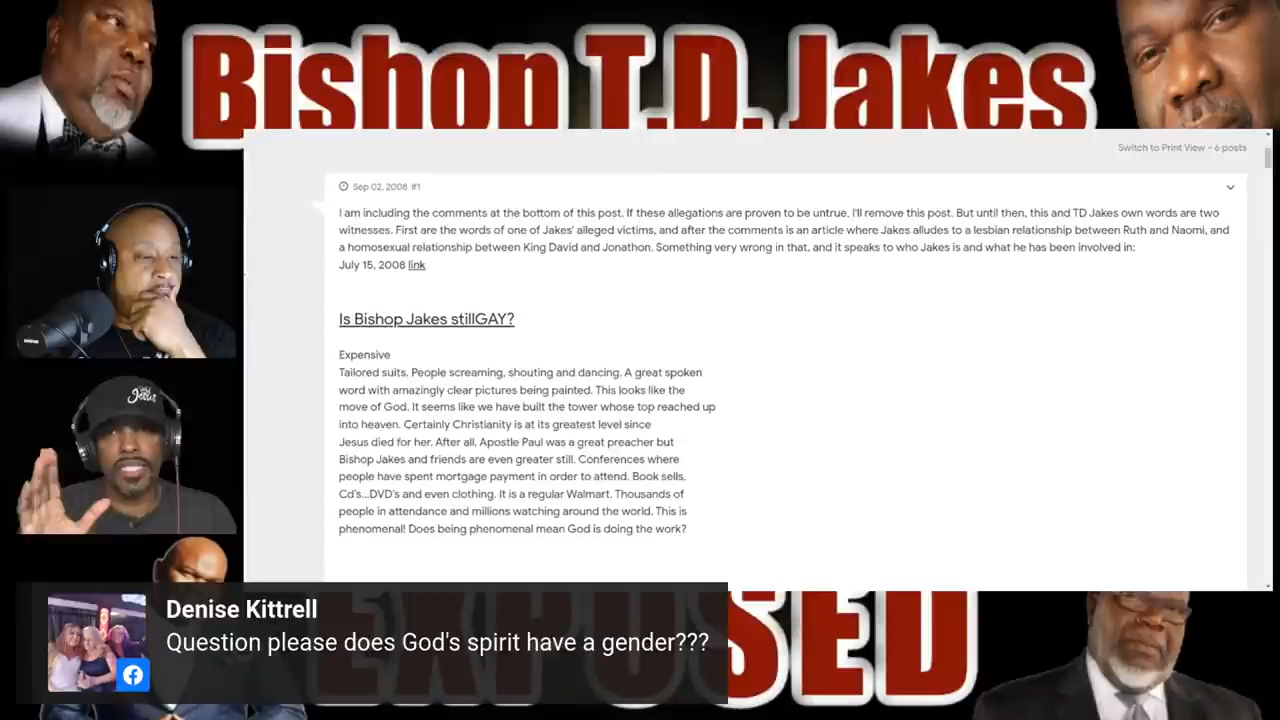 Bishop T.D. Jakes
Switch to Print View - 6 posts
Sep 02, 2008 #1
I am including the comments at the bottom of this post. If these allegations are proven to be untrue, I'll remove this post. But until then, this and TD Jakes own words are two
witnesses. First are the words of one of Jakes' alleged victims, and after the comments is an article where Jakes alludes to a lesbian relationship between Ruth and Naomi, and
a homosexual relationship between King David and Jonathon. Something very wrong in that, and it speaks to who Jakes is and what he has been involved in:
July 15, 2008 link
Is Bishop Jakes stillGAY?
Expensive
Tailored suits. People screaming, shouting and dancing. A great spoken
word with amazingly clear pictures being painted. This looks like the
move of God. It seems like we have built the tower whose top reached up
into heaven. Certainly Christianity is at its greatest level since
Jesus died for her. After all, Apostle Paul was a great preacher but
Bishop Jakes and friends are even greater still. Conferences where
people have spent mortgage payment in order to attend. Book sells,
Cd's...DVD's and even clothing. It is a regular Walmart. Thousands of
people in attendance and millions watching around the world. This is
phenomenal! Does being phenomenal mean God is doing the work?
Jesus
EXPOSED
Denise Kittrell
Question please does God's spirit have a gender???